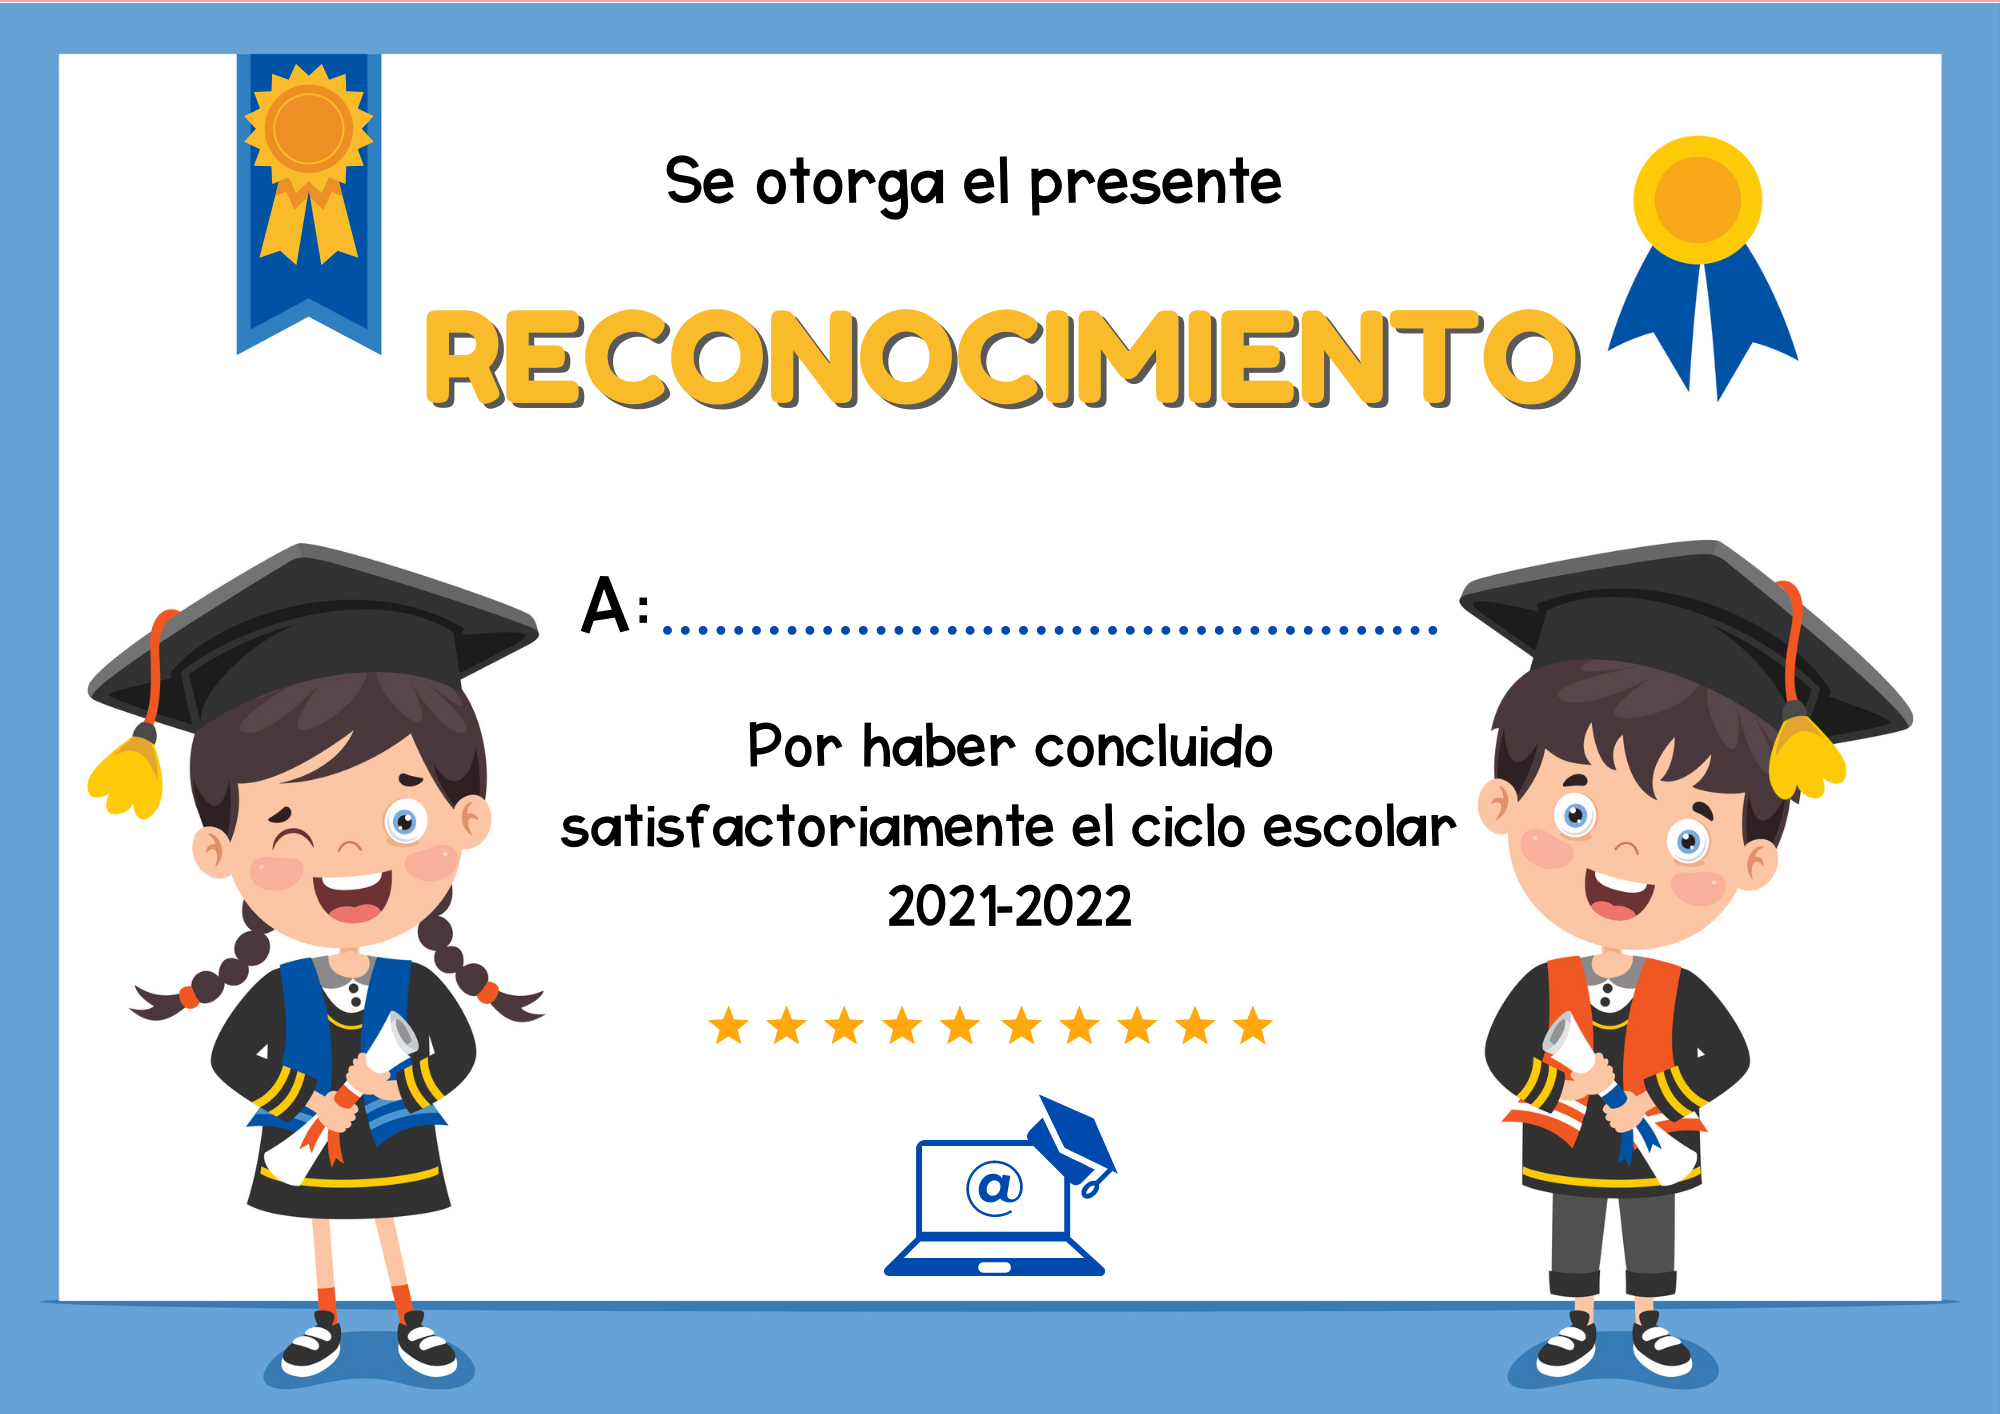 Se otorga el presente
RECONOCIMIENTO
A:
Por haber concluido
satisfactoriamente el ciclo escolar
2021-2022
@